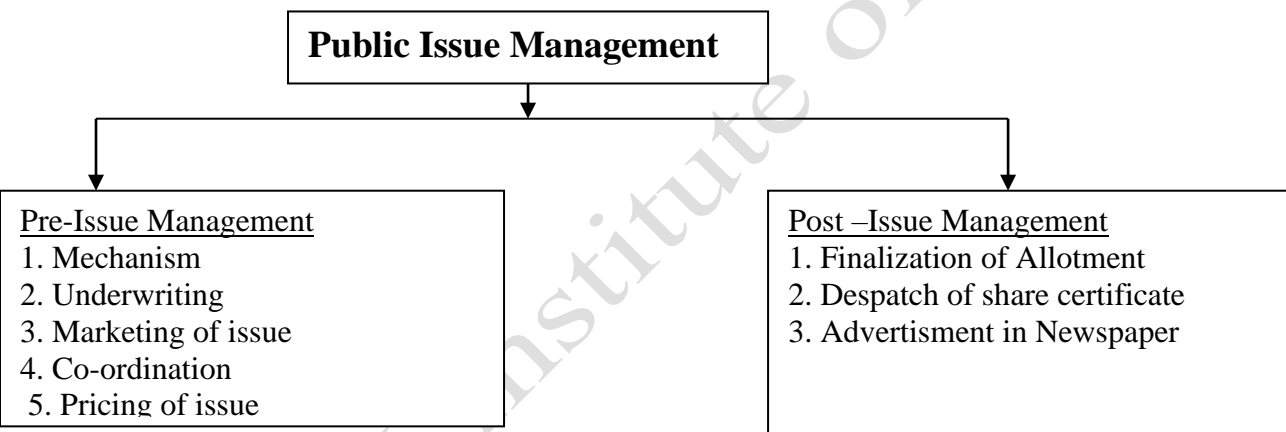 Public Issue Management
Pre-Issue Management
1. Mechanism
2. Underwriting
3. Marketing of issue
4. Co-ordination
5. Pricing of issue
Post –Issue Management
1. Finalization of Allotment
2. Despatch of share certificate
3. Advertisment in Newspaper
nstitute o